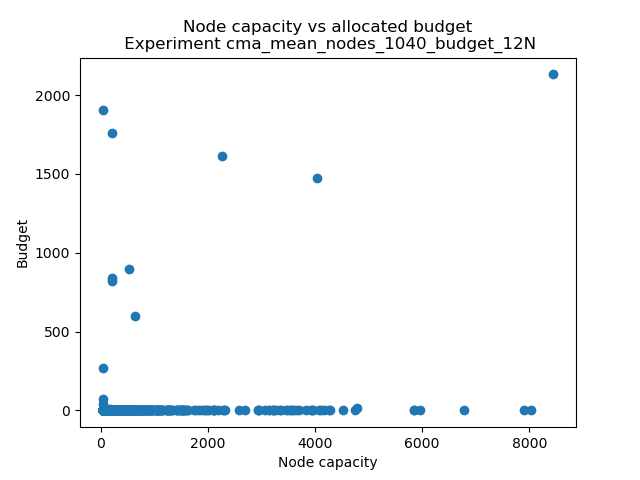 Node capacity vs allocated budget
Experiment cma_mean_nodes_1040_budget_12N
2000
1500
1000
500
0
Budget
0 2000 4000 6000 8000
Node capacity